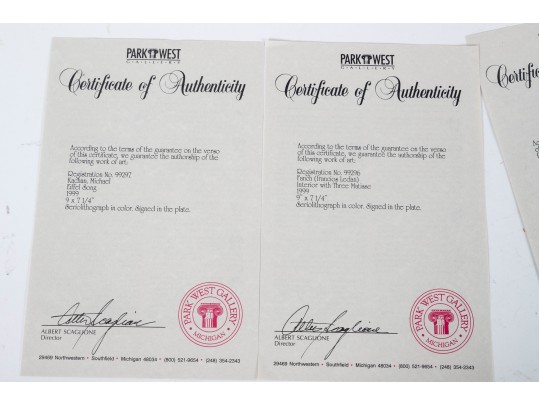 PARK WEST
GALLERY
Certificate of Authenticity
According to the terms of the guarantee on the verso
of this certificate, we guarantee the authorship of the
following work of art:
Registration No. 99297
Kachan, Michael
Eiffel Song
1999
9 x 7 1/4"
Seriolithograph in color. Signed in the plate.
ALBERT SCAGLIONE
Director
PARK WEST GALLERY
• MICHIGAN •
29469 Northwestern • Southfield • Michigan 48034 • (800) 521-9654 • (248) 354-2343
PARK WEST
GALLERY
Certificate of Authenticity
According to the terms of the guarantee on the verso
of this certificate, we guarantee the authorship of the
following work of art:
Registration No. 99296
Fanch (Francios Ledan)
Interior with Three Matisse
1999
9" x 7 1/4"
Seriolithograph in color. Signed in the plate.
ALBERT SCAGLIONE
Director
PARK WEST GALLERY
• MICHIGAN •
29469 Northwestern • Southfield • Michigan 48034 • (800) 521-9654 • (248) 354-2343